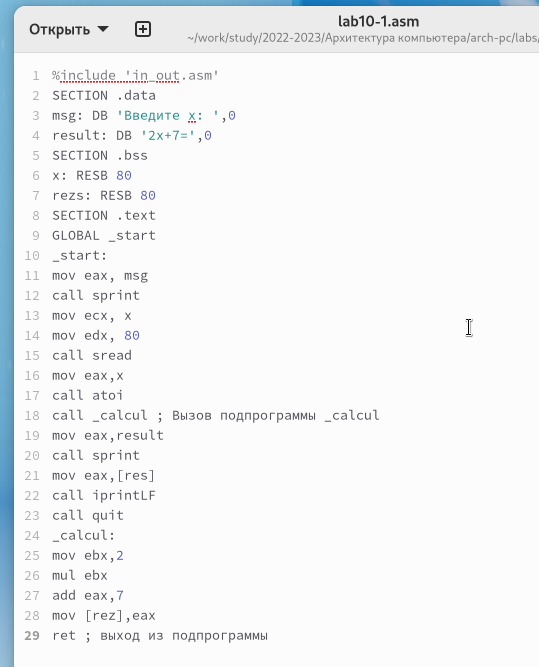 Открыть
lab10-1.asm
~/work/study/2022-2023/Архитектура компьютера/arch-pc/labs/
1 %include 'in_out.asm'
2 SECTION .data
3 msg: DB 'Введите x: ',0
4 result: DB '2x+7=',0
5 SECTION .bss
6 x: RESB 80
7 rezs: RESB 80
8 SECTION .text
9 GLOBAL _start
10 _start:
11 mov eax, msg
12 call sprint
13 mov ecx, x
14 mov edx, 80
15 call sread
16 mov eax,x
17 call atoi
18 call _calcul ; Вызов подпрограммы _calcul
19 mov eax,result
20 call sprint
21 mov eax,[res]
22 call iprintLF
23 call quit
24 _calcul:
25 mov ebx,2
26 mul ebx
27 add eax,7
28 mov [rez],eax
29 ret ; выход из подпрограммы